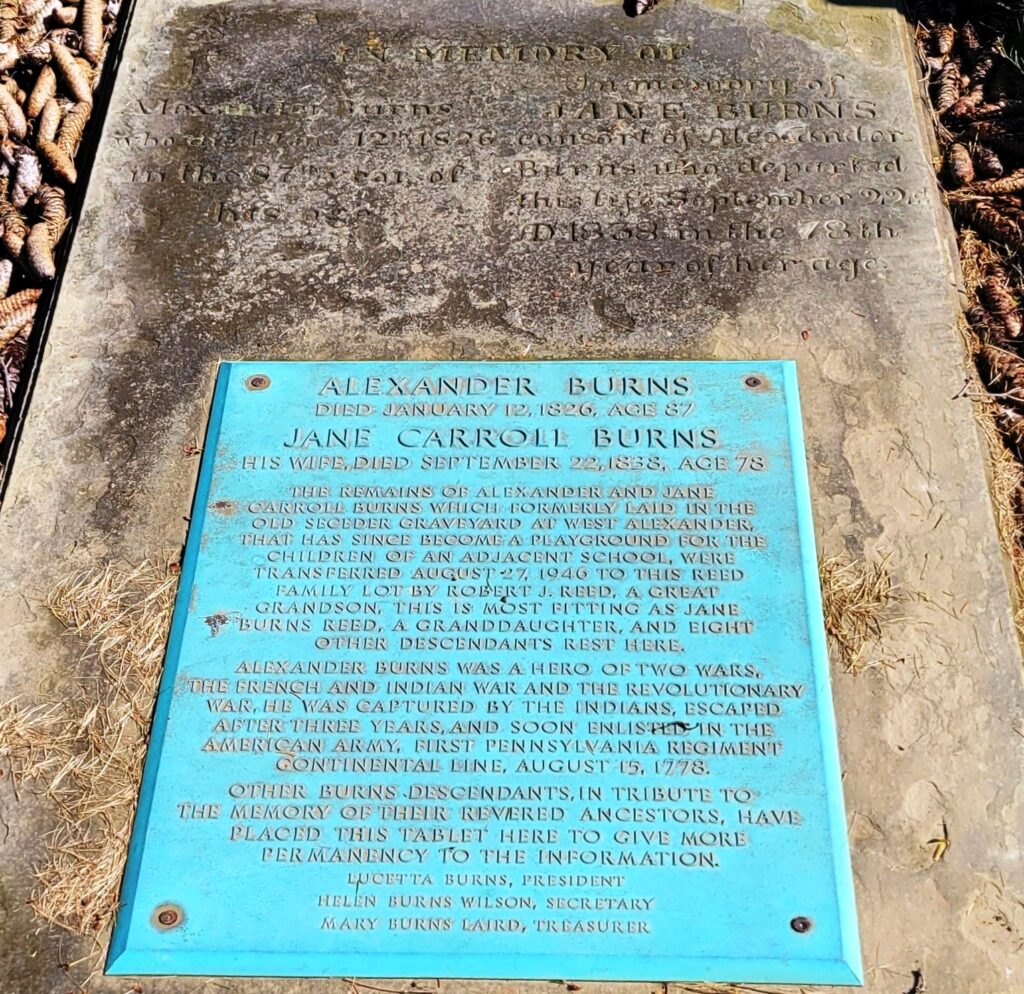 IN MEMORY OF
Alexander Burns
who died Jan. 12th 1826
in the 87th year of
his age
In memory of
JANE BURNS
consort of Alexander
Burns who departed
this life September 22d
AD 1838 in the 78th
year of her age.
ALEXANDER BURNS
DIED JANUARY 12, 1826, AGE 87
JANE CARROLL BURNS
HIS WIFE, DIED SEPTEMBER 22, 1838, AGE 78
THE REMAINS OF ALEXANDER AND JANE
CARROLL BURNS WHICH FORMERLY LAID IN THE
OLD SECEDER GRAVEYARD AT WEST ALEXANDER,
THAT HAS SINCE BECOME A PLAYGROUND FOR THE
CHILDREN OF AN ADJACENT SCHOOL, WERE
TRANSFERRED AUGUST 27, 1946 TO THIS REED
FAMILY LOT BY ROBERT J. REED, A GREAT
GRANDSON, THIS IS MOST FITTING AS JANE
BURNS REED, A GRANDDAUGHTER, AND EIGHT
OTHER DESCENDANTS REST HERE.
ALEXANDER BURNS WAS A HERO OF TWO WARS,
THE FRENCH AND INDIAN WAR AND THE REVOLUTIONARY
WAR, HE WAS CAPTURED BY THE INDIANS, ESCAPED
AFTER THREE YEARS, AND SOON ENLISTED IN THE
AMERICAN ARMY, FIRST PENNSYLVANIA REGIMENT
CONTINENTAL LINE, AUGUST 15, 1778.
OTHER BURNS DESCENDANTS, IN TRIBUTE TO
THE MEMORY OF THEIR REVERED ANCESTORS, HAVE
PLACED THIS TABLET HERE TO GIVE MORE
PERMANENCY TO THE INFORMATION.
LUCETTA BURNS, PRESIDENT
HELEN BURNS WILSON, SECRETARY
MARY BURNS LAIRD, TREASURER